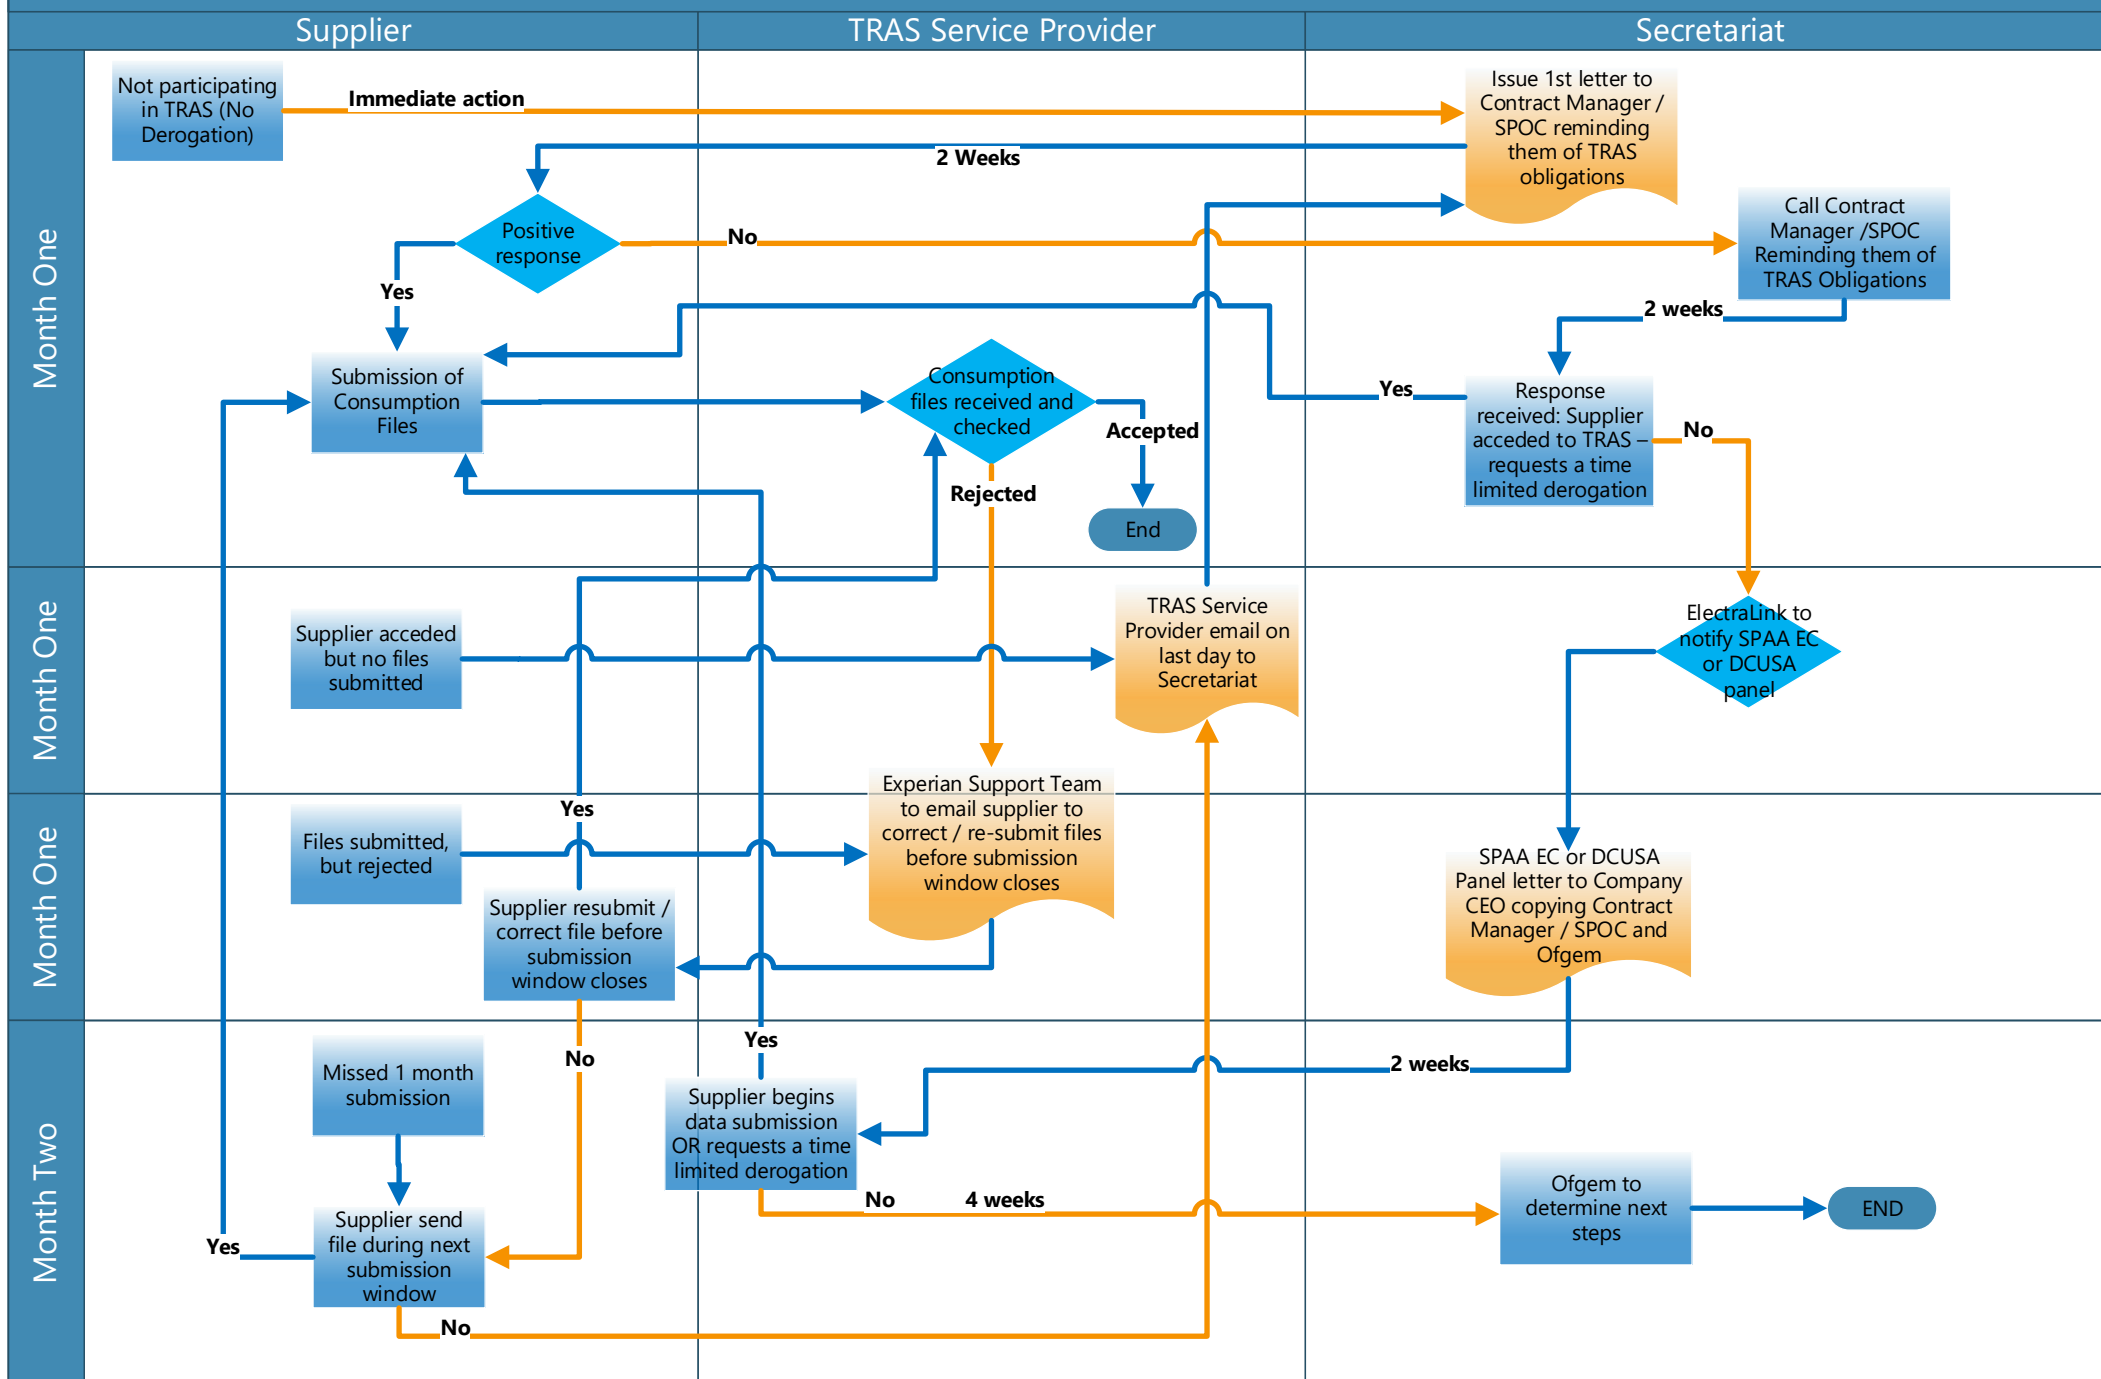 Supplier
TRAS Service Provider
Secretariat
Month One
Not participating
in TRAS (No
Derogation)
Immediate action
Issue 1st letter to
Contract Manager /
SPOC reminding
them of TRAS
obligations
2 Weeks
Positive
response
No
Yes
Call Contract
Manager /SPOC
Reminding them of
TRAS Obligations
2 weeks
Submission of
Consumption
Files
Consumption
files received and
checked
Accepted
Rejected
End
Yes
Response
received: Supplier
acceded to TRAS –
requests a time
limited derogation
No
Month One
Supplier acceded
but no files
submitted
TRAS Service
Provider email on
last day to
Secretariat
ElectraLink to
notify SPAA EC
or DCUSA
panel
Month One
Files submitted,
but rejected
Yes
Experian Support Team
to email supplier to
correct / re-submit files
before submission
window closes
Supplier resubmit /
correct file before
submission
window closes
SPAA EC or DCUSA
Panel letter to Company
CEO copying Contract
Manager / SPOC and
Ofgem
Month Two
Missed 1 month
submission
No
Yes
2 weeks
Supplier begins
data submission
OR requests a time
limited derogation
No
4 weeks
Supplier send
file during next
submission
window
Yes
No
Ofgem to
determine next
steps
END